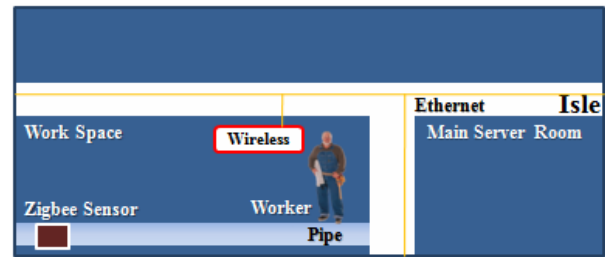 Ethernet Isle
Work Space
Wireless
Main Server Room
Zigbee Sensor
Worker
Pipe